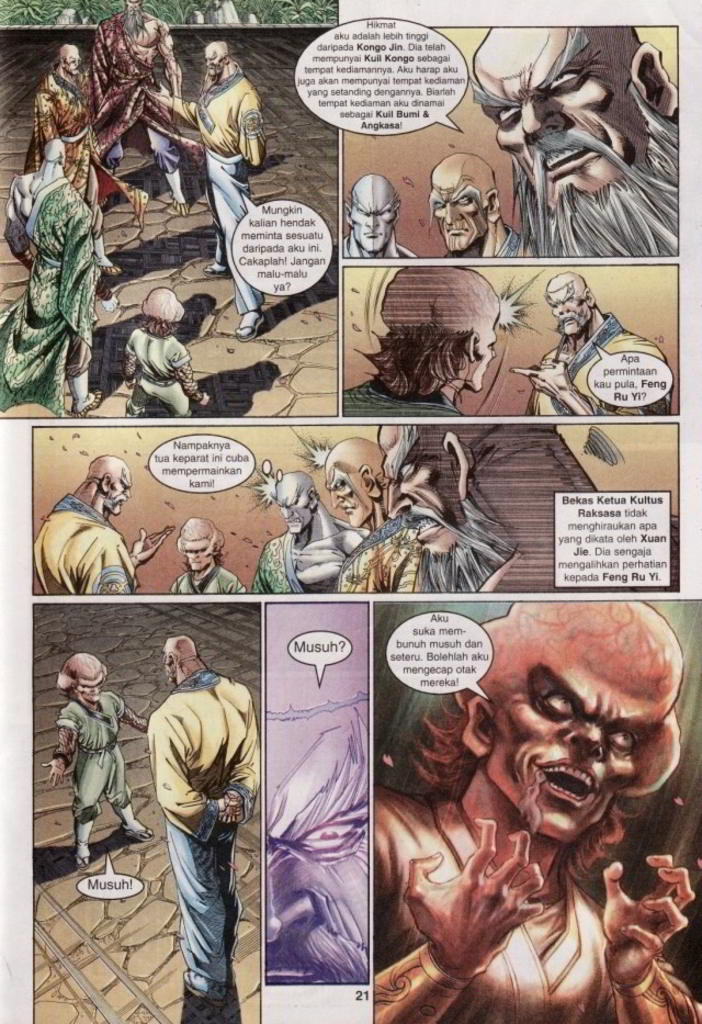 Mungkin
kalian hendak
meminta sesuatu
daripada aku ini.
Cakaplah! Jangan
malu-malu
ya?
Hikmat
aku adalah lebih tinggi
daripada Kongo Jin. Dia telah
mempunyai Kuil Kongo sebagai
tempat kediamannya. Aku harap aku
juga akan mempunyai tempat kediaman
yang setanding dengannya. Biarlah
tempat kediaman aku dinamai
sebagai Kuil Bumi &
Angkasa!
Apa
permintaan
kau pula, Feng
Ru Yi?
Nampaknya
tua keparat ini cuba
mempermainkan
kami!
Bekas Ketua Kultus
Raksasa tidak
menghiraukan apa
yang dikata oleh Xuan
Jie. Dia sengaja
mengalihkan perhatian
kepada Feng Ru Yi.
Musuh!
Musuh?
Aku
suka mem-
bunuh musuh dan
seteru. Bolehlah aku
mengecap otak
mereka!
21